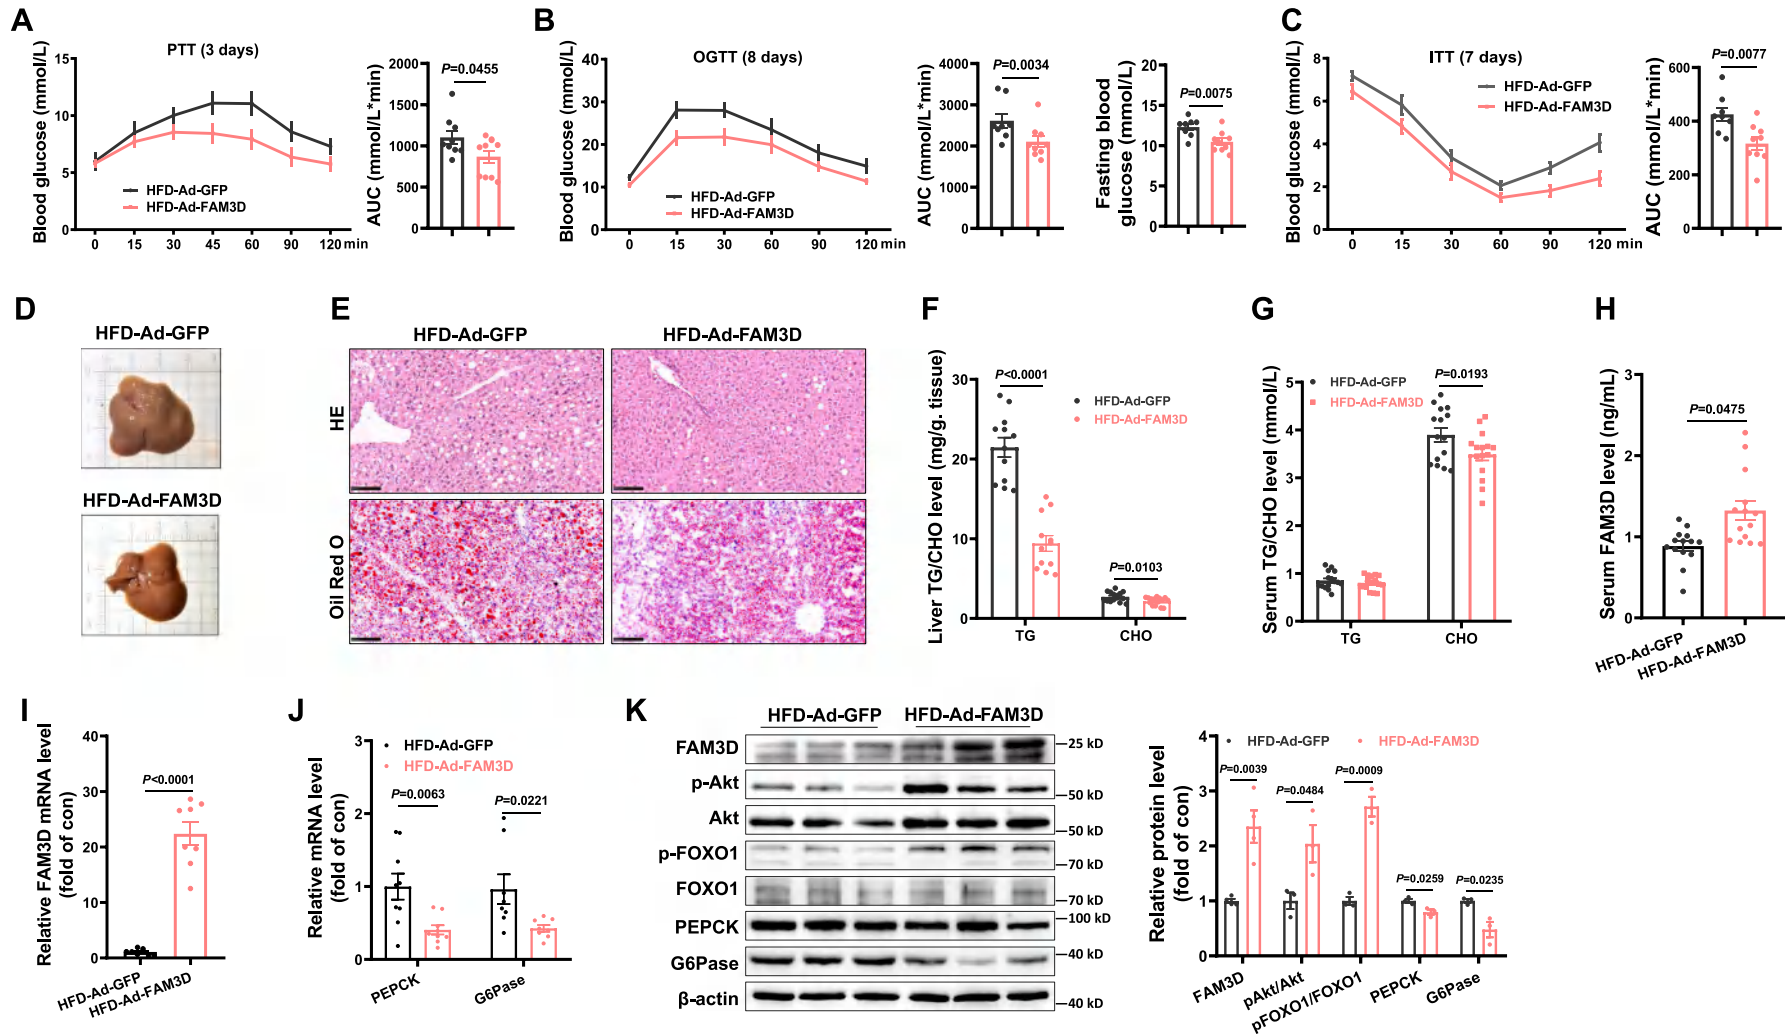 A
PTT (3 days)
Blood glucose (mmol/L)
15
10
5
0
HFD-Ad-GFP
HFD-Ad-FAM3D
0 15 30 45 60 90 120 min
AUC (mmol/L*min)
2000
1500
1000
500
0
P=0.0455
B
OGTT (8 days)
Blood glucose (mmol/L)
40
30
20
10
0
HFD-Ad-GFP
HFD-Ad-FAM3D
0 15 30 60 90 120 min
AUC (mmol/L*min)
4000
3000
2000
1000
0
P=0.0034
Fasting blood
glucose (mmol/L)
20
15
10
5
0
P=0.0075
C
ITT (7 days)
Blood glucose (mmol/L)
8
6
4
2
0
HFD-Ad-GFP
HFD-Ad-FAM3D
0 15 30 60 90 120 min
AUC (mmol/L*min)
600
400
200
0
P=0.0077
D
HFD-Ad-GFP
HFD-Ad-FAM3D
E
HFD-Ad-GFP HFD-Ad-FAM3D
HE
Oil Red O
F
Liver TG/CHO level (mg/g. tissue)
30
20
10
0
P<0.0001
HFD-Ad-GFP
HFD-Ad-FAM3D
P=0.0103
TG CHO
G
Serum TG/CHO level (mmol/L)
5
4
3
2
1
0
HFD-Ad-GFP
HFD-Ad-FAM3D
P=0.0193
TG CHO
H
Serum FAM3D level (ng/mL)
3
2
1
0
P=0.0475
HFD-Ad-GFP
HFD-Ad-FAM3D
I
Relative FAM3D mRNA level
(fold of con)
40
30
20
10
0
P<0.0001
HFD-Ad-GFP
HFD-Ad-FAM3D
J
Relative mRNA level
(fold of con)
3
2
1
0
HFD-Ad-GFP
HFD-Ad-FAM3D
P=0.0063
P=0.0221
PEPCK
G6Pase
K
HFD-Ad-GFP HFD-Ad-FAM3D
FAM3D 25 kD
p-Akt 50 kD
Akt 50 kD
p-FOXO1 70 kD
FOXO1 70 kD
PEPCK 100 kD
G6Pase 40 kD
β-actin 40 kD
Relative protein level
(fold of con)
4
3
2
1
0
HFD-Ad-GFP HFD-Ad-FAM3D
P=0.0039
P=0.0484
P=0.0009
P=0.0259
P=0.0235
FAM3D
pAkt/Akt
pFOXO1/FOXO1
PEPCK
G6Pase